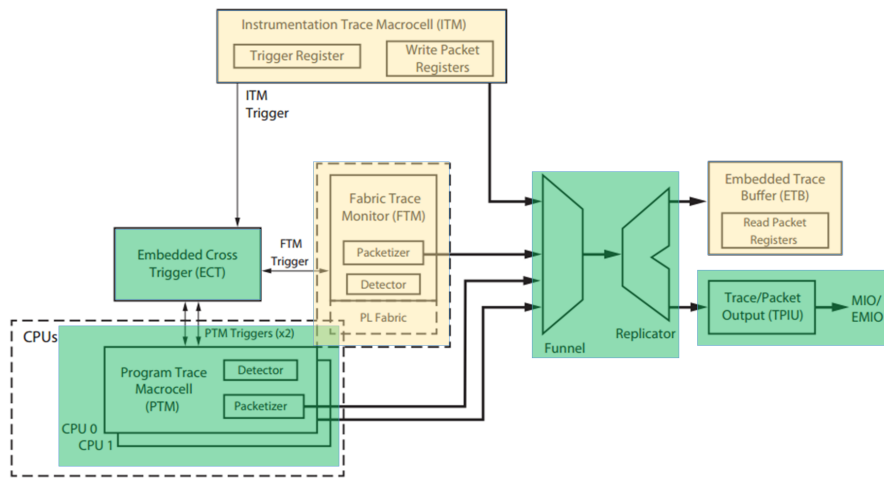 Instrumentation Trace Macrocell (ITM)
Trigger Register
Write Packet
Registers
ITM
Trigger
Fabric Trace
Monitor (FTM)
Packetizer
Detector
PL Fabric
Embedded Cross
Trigger (ECT)
FTM
Trigger
PTM Triggers (x2)
CPUs
Program Trace
Macrocell
(PTM)
Detector
Packetizer
CPU 0
CPU 1
Funnel
Replicator
Embedded Trace
Buffer (ETB)
Read Packet
Registers
Trace/Packet
Output (TPIU)
MIO/
EMIO